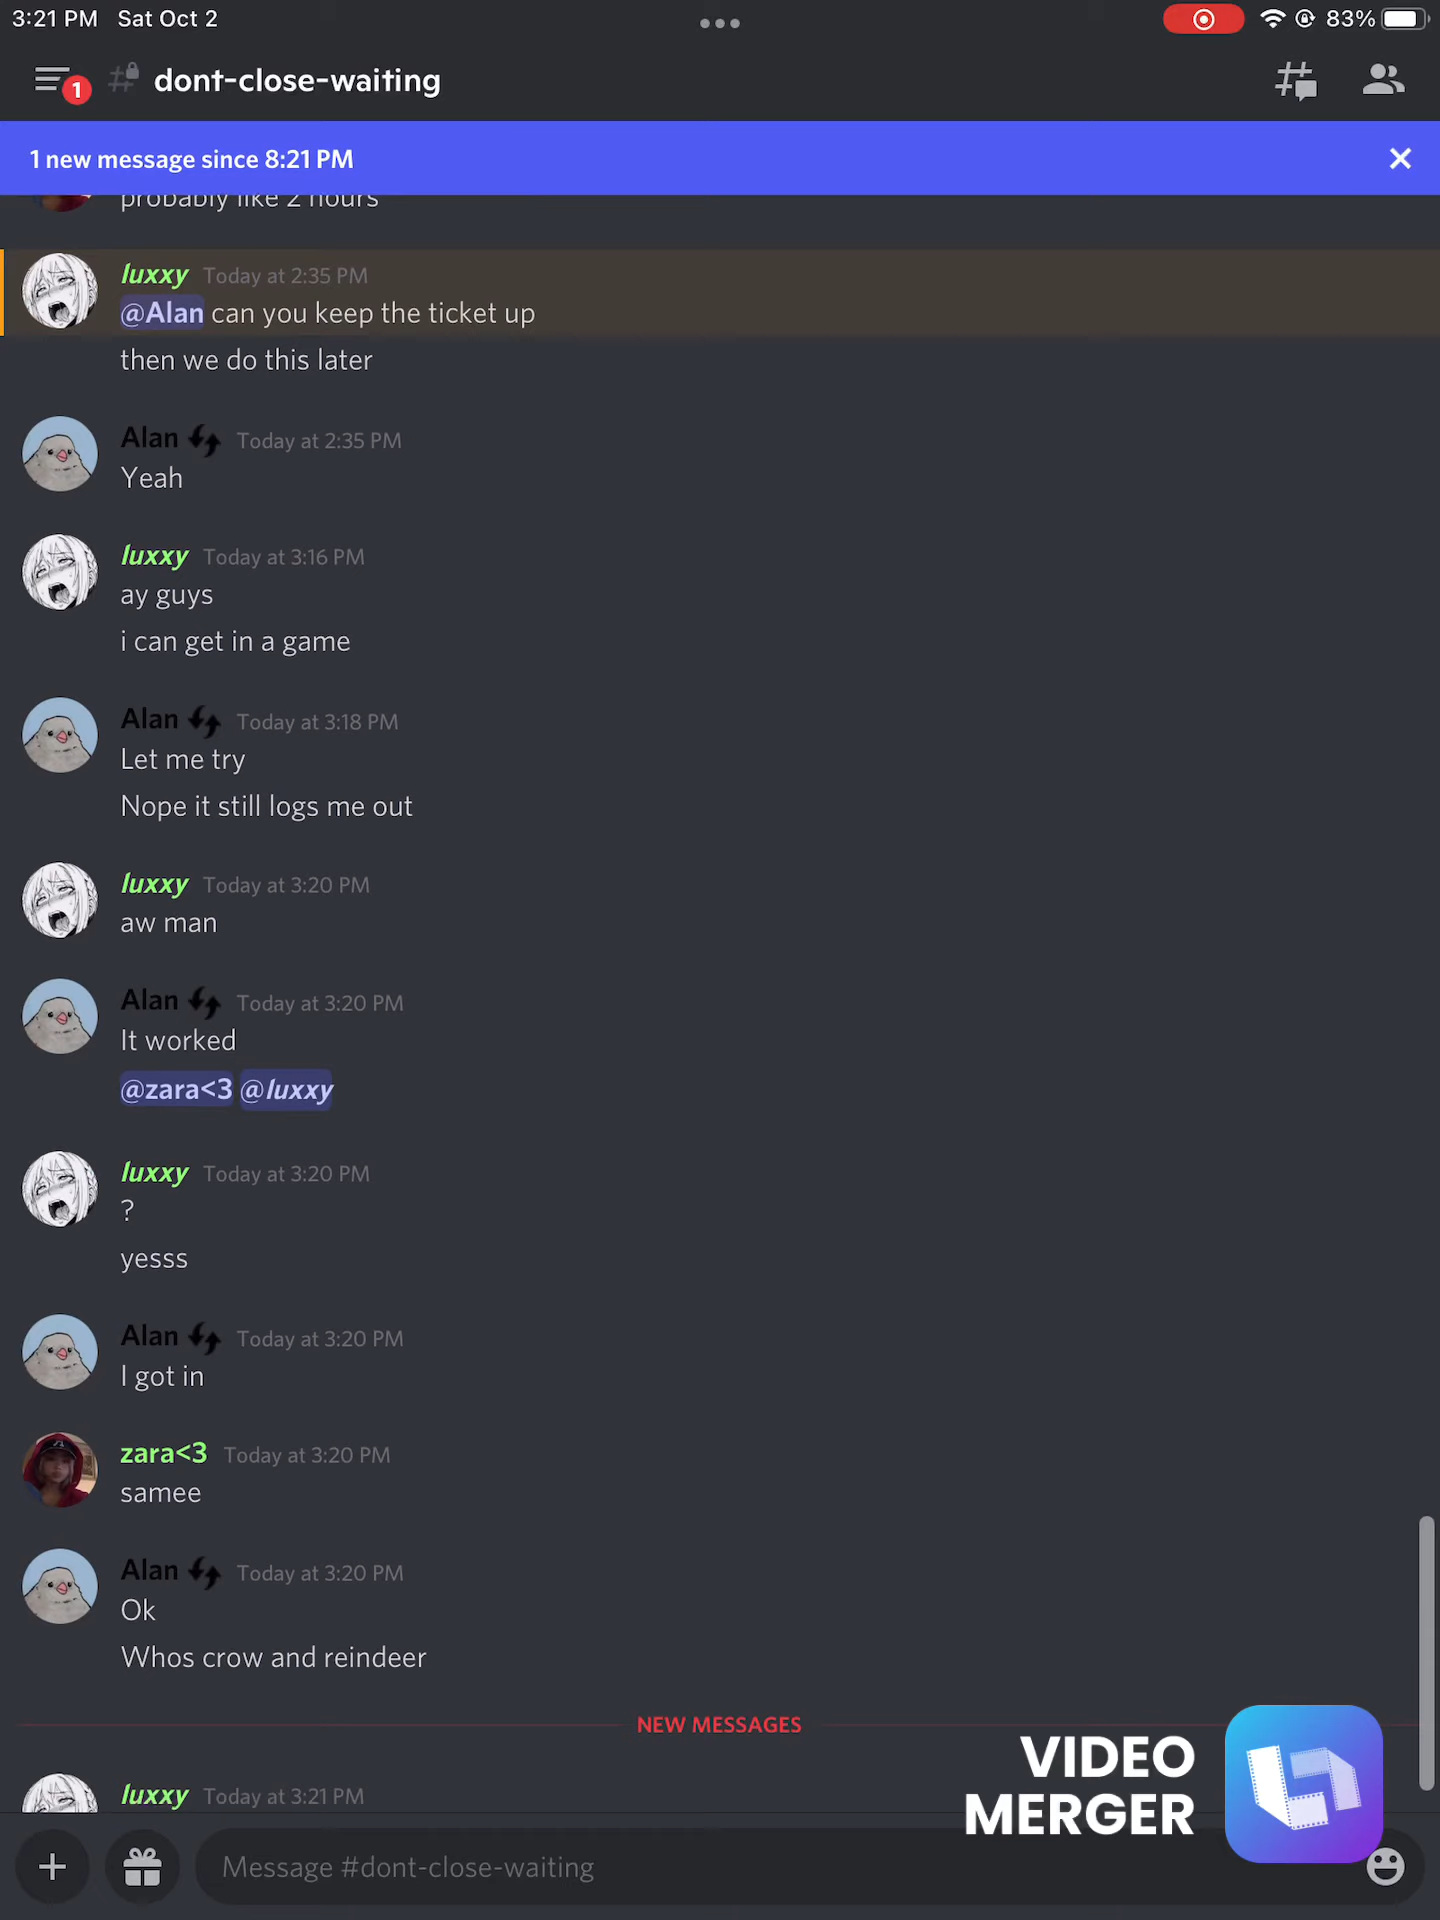 3:21 PM Sat Oct 2
83%
1
dont-close-waiting
1 new message since 8:21 PM
probably like 2 hours
luxxy Today at 2:35 PM
@Alan can you keep the ticket up
then we do this later
Alan Today at 2:35 PM
Yeah
luxxy Today at 3:16 PM
ay guys
i can get in a game
Alan Today at 3:18 PM
Let me try
Nope it still logs me out
luxxy Today at 3:20 PM
aw man
Alan Today at 3:20 PM
It worked
@zara<3 @luxxy
luxxy Today at 3:20 PM
?
yesss
Alan Today at 3:20 PM
I got in
zara<3 Today at 3:20 PM
samee
Alan Today at 3:20 PM
Ok
Whos crow and reindeer
NEW MESSAGES
luxxy Today at 3:21 PM
VIDEO
MERGER
Message #dont-close-waiting